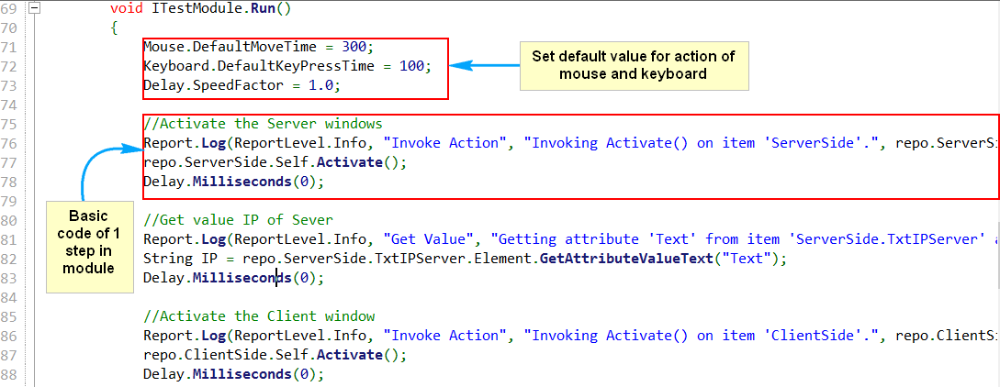 69 void ITestModule.Run()
70 {
71 Mouse.DefaultMoveTime = 300;
72 Keyboard.DefaultKeyPressTime = 100;
73 Delay.SpeedFactor = 1.0;
Set default value for action of
mouse and keyboard
74
75 //Activate the Server windows
76 Report.Log(ReportLevel.Info, "Invoke Action", "Invoking Activate() on item 'ServerSide'.", repo.ServerSi
77 repo.ServerSide.Self.Activate();
78 Delay.Milliseconds(0);
79
Basic
code of 1
step in
module
80 //Get value IP of Sever
81 Report.Log(ReportLevel.Info, "Get Value", "Getting attribute 'Text' from item 'ServerSide.TxtIPServer' a
82 String IP = repo.ServerSide.TxtIPServer.Element.GetAttributeValueText("Text");
83 Delay.Milliseconds(0);
84
85 //Activate the Client window
86 Report.Log(ReportLevel.Info, "Invoke Action", "Invoking Activate() on item 'ClientSide'.", repo.ClientSi
87 repo.ClientSide.Self.Activate();
88 Delay.Milliseconds(0);